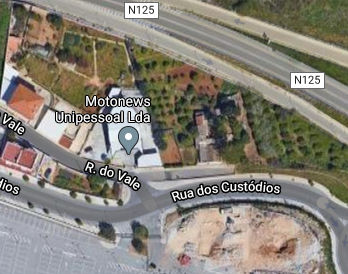 N125
N125
Motonews
Unipessoal Lda
Vale
R. do Vale
Rua dos Custódios
dios